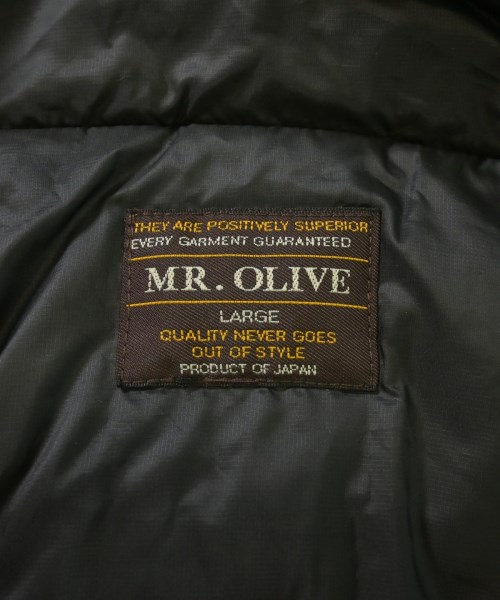 THEY ARE POSITIVELY SUPERIOR
EVERY GARMENT GUARANTEED
MR. OLIVE
LARGE
QUALITY NEVER GOES
OUT OF STYLE
PRODUCT OF JAPAN